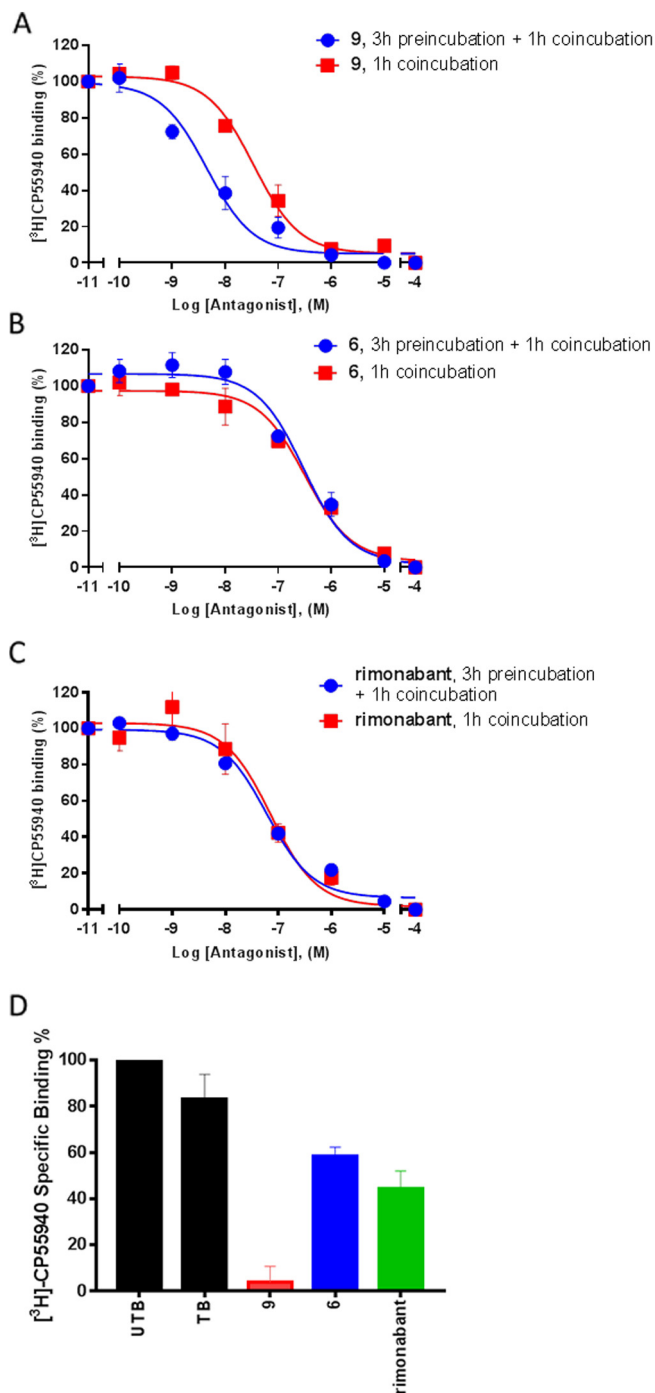 A
9, 3h preincubation + 1h coincubation
9, 1h coincubation
[³H]CP55940 binding (%)
120
100
80
60
40
20
0
-11 -10 -9 -8 -7 -6 -5 -4
Log [Antagonist], (M)
B
6, 3h preincubation + 1h coincubation
6, 1h coincubation
[³H]CP55940 binding (%)
120
100
80
60
40
20
0
-11 -10 -9 -8 -7 -6 -5 -4
Log [Antagonist], (M)
C
rimonabant, 3h preincubation
+ 1h coincubation
rimonabant, 1h coincubation
[³H]CP55940 binding (%)
120
100
80
60
40
20
0
-11 -10 -9 -8 -7 -6 -5 -4
Log [Antagonist], (M)
D
[³H]-CP55940 Specific Binding %
100
80
60
40
20
0
UTB TB 9 6 rimonabant